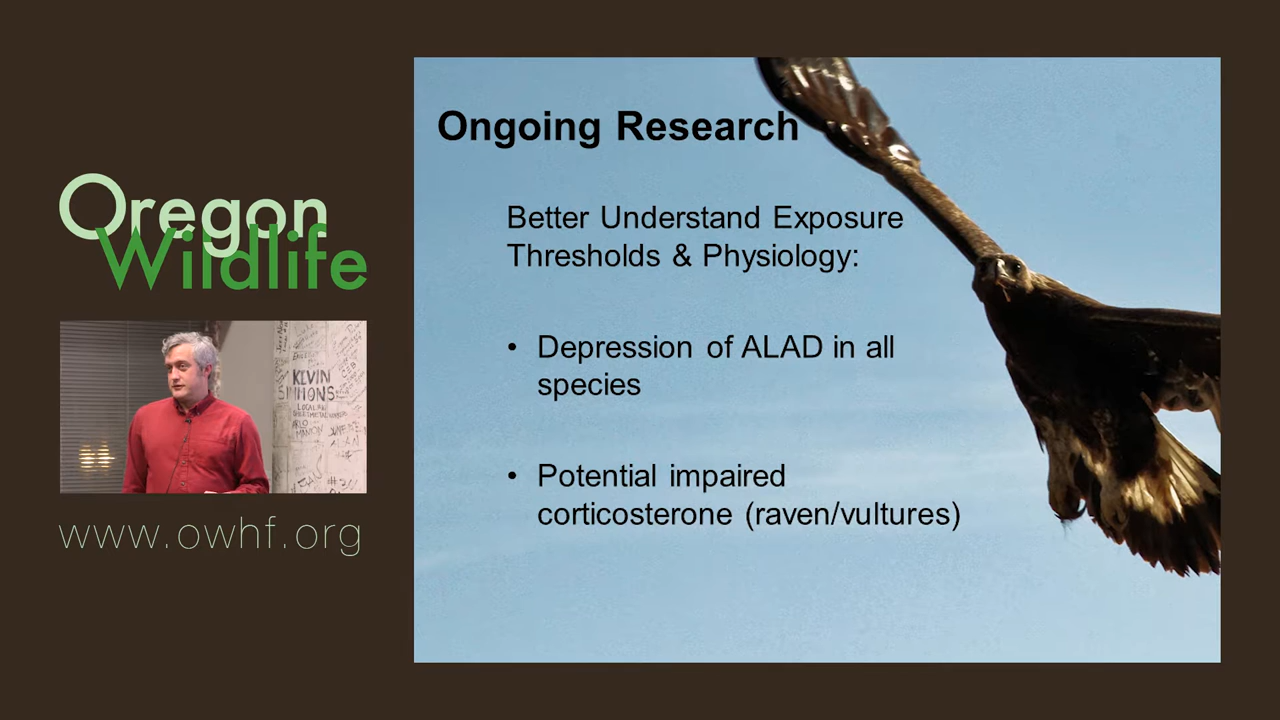 Oregon
Wildlife
KEVIN
www.owhf.org
Ongoing Research
Better Understand Exposure
Thresholds & Physiology:
• Depression of ALAD in all
species
• Potential impaired
corticosterone (raven/vultures)